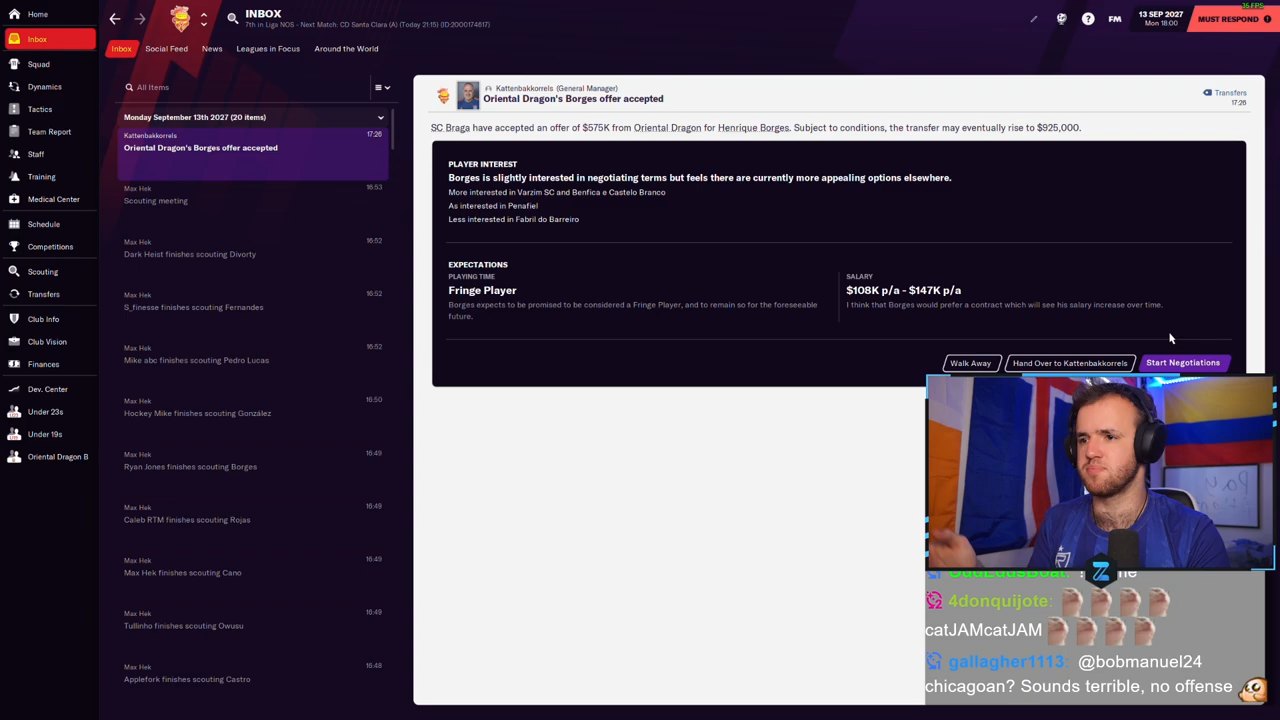 Home
Inbox
Squad
Dynamics
Tactics
Team Report
Staff
Training
Medical Center
Schedule
Competitions
Scouting
Transfers
Club Info
Club Vision
Finances
Dev. Center
Under 23s
Under 19s
Oriental Dragon B
INBOX
7th in Liga NOS - Next Match: CD Santa Clara (A) (Today 21:15) (ID:2000174817)
35 FPS
FM
13 SEP 2027
Mon 18:00
MUST RESPOND
Inbox
Social Feed
News
Leagues in Focus
Around the World
All Items
Monday September 13th 2027 (20 items)
Kattenbakkorrels 17:26
Oriental Dragon's Borges offer accepted
Max Hek 16:53
Scouting meeting
Max Hek 16:52
Dark Heist finishes scouting Divorty
Max Hek 16:52
S_finesse finishes scouting Fernandes
Max Hek 16:52
Mike abc finishes scouting Pedro Lucas
Max Hek 16:50
Hockey Mike finishes scouting González
Max Hek 16:49
Ryan Jones finishes scouting Borges
Max Hek 16:49
Caleb RTM finishes scouting Rojas
Max Hek 16:49
Max Hek finishes scouting Cano
Max Hek 16:49
Tullinho finishes scouting Owusu
Max Hek 16:48
Applefork finishes scouting Castro
Kattenbakkorrels (General Manager)
Oriental Dragon's Borges offer accepted
Transfers
17:26
SC Braga have accepted an offer of $575K from Oriental Dragon for Henrique Borges. Subject to conditions, the transfer may eventually rise to $925,000.
PLAYER INTEREST
Borges is slightly interested in negotiating terms but feels there are currently more appealing options elsewhere.
More interested in Varzim SC and Benfica e Castelo Branco
As interested in Penafiel
Less interested in Fabril do Barreiro
EXPECTATIONS
PLAYING TIME
Fringe Player
Borges expects to be promised to be considered a Fringe Player, and to remain so for the foreseeable
future.
SALARY
$108K p/a - $147K p/a
I think that Borges would prefer a contract which will see his salary increase over time.
Walk Away
Hand Over to Kattenbakkorrels
Start Negotiations
4donquijote:
catJAMcatJAM
gallagher1113: @bobmanuel24
chicagoan? Sounds terrible, no offense